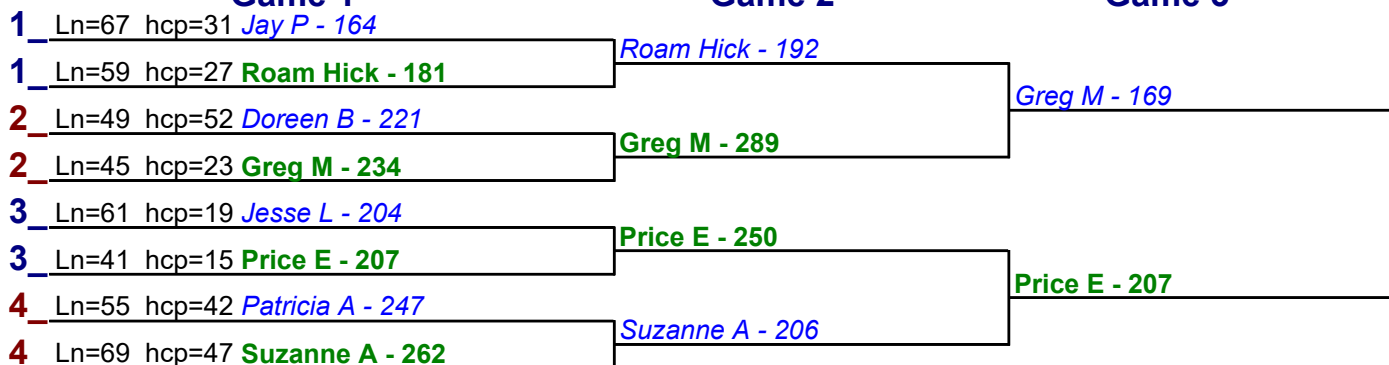 1_ Ln=67 hcp=31 Jay P - 164
1_ Ln=59 hcp=27 Roam Hick - 181
2_ Ln=49 hcp=52 Doreen B - 221
2_ Ln=45 hcp=23 Greg M - 234
3_ Ln=61 hcp=19 Jesse L - 204
3_ Ln=41 hcp=15 Price E - 207
4_ Ln=55 hcp=42 Patricia A - 247
4 Ln=69 hcp=47 Suzanne A - 262
Roam Hick - 192
Greg M - 289
Price E - 250
Suzanne A - 206
Greg M - 169
Price E - 207